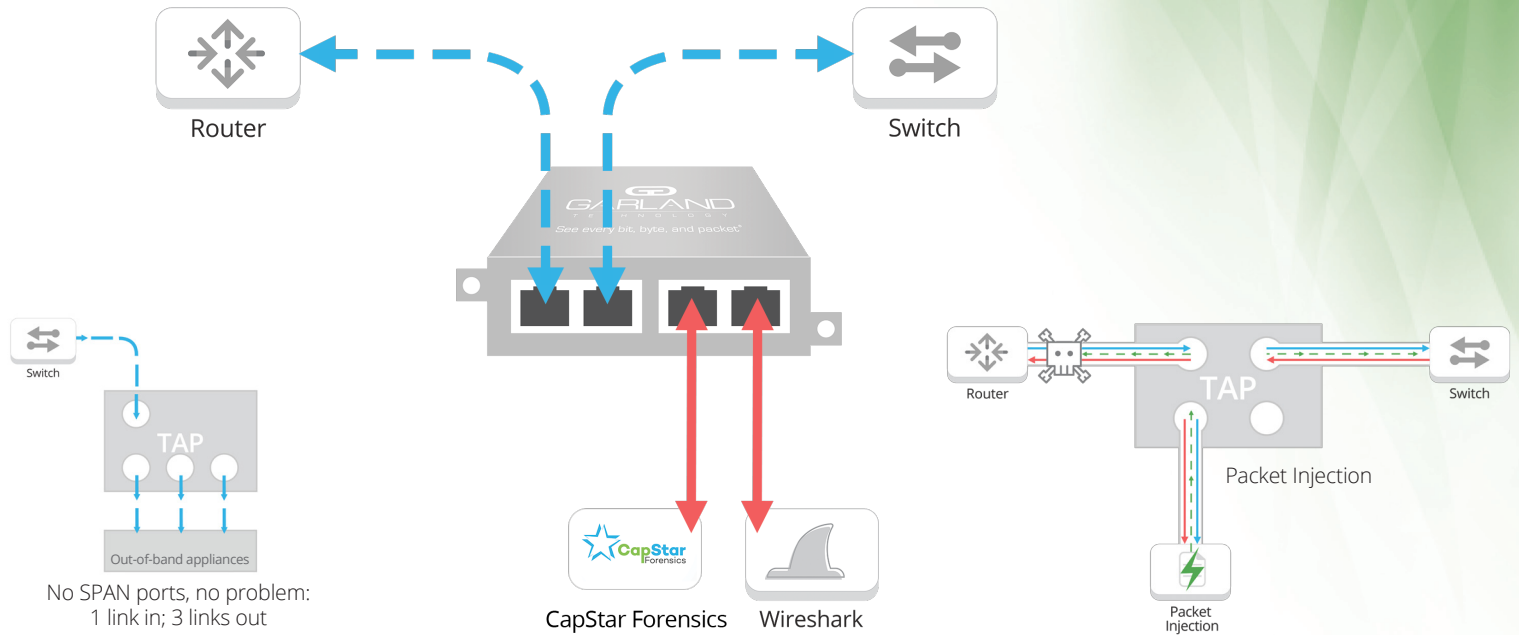 Router
Switch
GARLAND
TECHNOLOGY
See every bit, byte, and packet®
Switch
TAP
Out-of-band appliances
No SPAN ports, no problem:
1 link in; 3 links out
CapStar
Forensics
CapStar Forensics
Wireshark
Router
TAP
Switch
Packet Injection
Packet
Injection